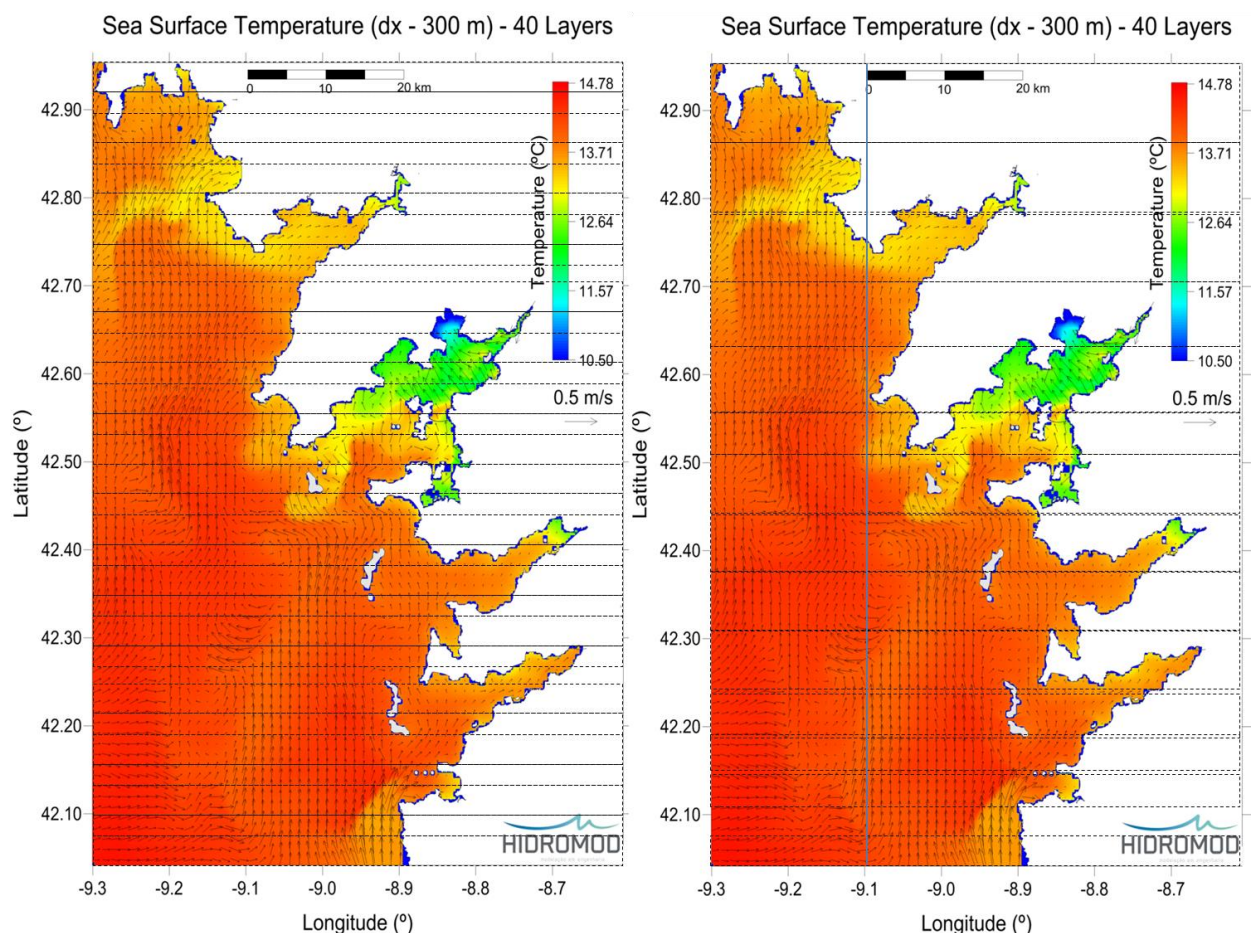 Sea Surface Temperature (dx - 300 m) - 40 Layers
0 10 20 km
14.78
13.71
12.64
11.57
10.50
Temperature (ºC)
0.5 m/s
42.90
42.80
42.70
42.60
42.50
42.40
42.30
42.20
42.10
Latitude (º)
HIDROMOD
-9.3 -9.2 -9.1 -9.0 -8.9 -8.8 -8.7
Longitude (º)
Sea Surface Temperature (dx - 300 m) - 40 Layers
0 10 20 km
14.78
13.71
12.64
11.57
10.50
Temperature (ºC)
0.5 m/s
42.90
42.80
42.70
42.60
42.50
42.40
42.30
42.20
42.10
Latitude (º)
HIDROMOD
-9.3 -9.2 -9.1 -9.0 -8.9 -8.8 -8.7
Longitude (º)